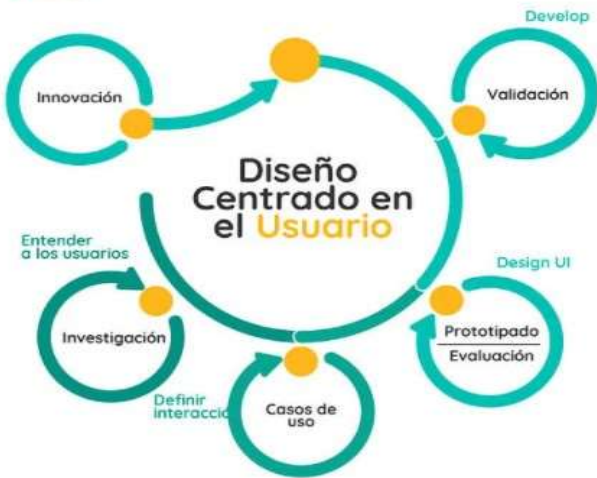 Develop
Innovación
Validación
Diseño
Centrado en
el Usuario
Entender
a los usuarios
Design UI
Investigación
Prototipado
Evaluación
Definir
interacció
Casos de
uso